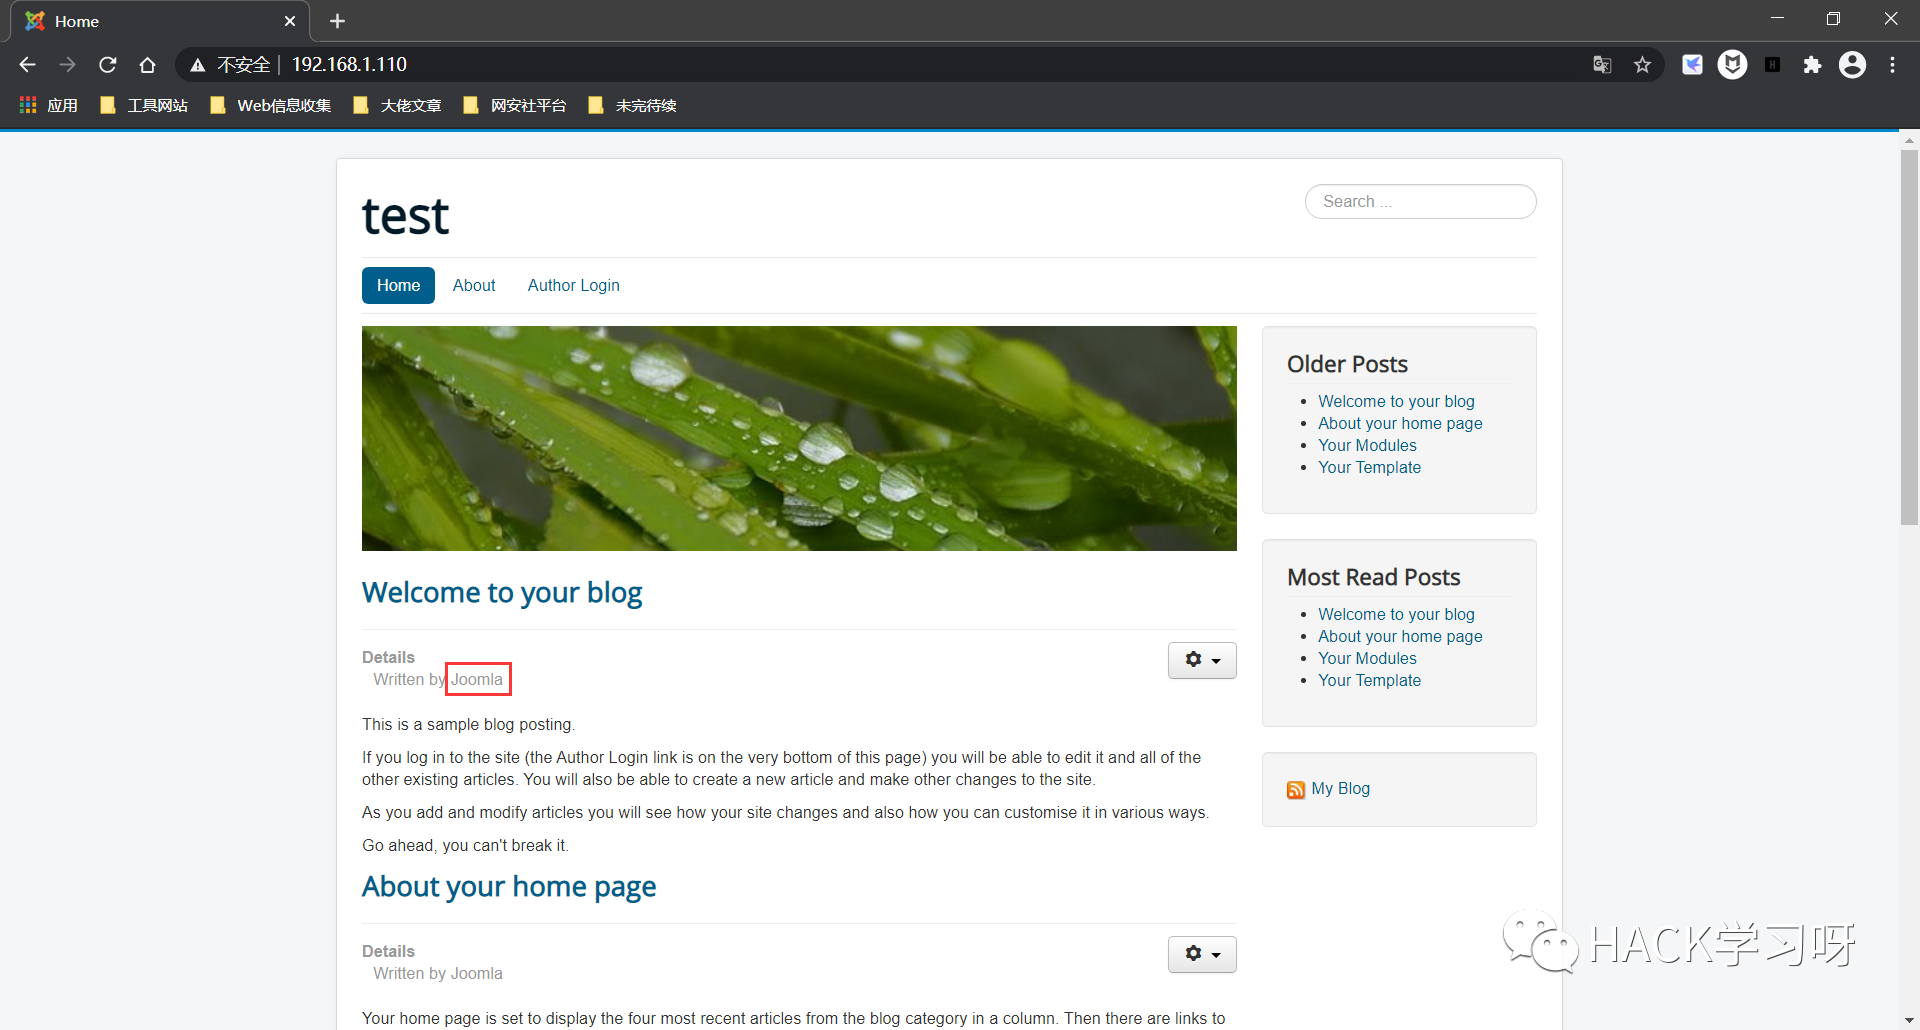 Home
不安全 | 192.168.1.110
应用 工具网站 Web信息收集 大佬文章 网安社平台 未完待续
test
Search ...
Home About Author Login
Older Posts
Welcome to your blog
About your home page
Your Modules
Your Template
Most Read Posts
Welcome to your blog
About your home page
Your Modules
Your Template
My Blog
Welcome to your blog
Details
Written by Joomla
This is a sample blog posting.
If you log in to the site (the Author Login link is on the very bottom of this page) you will be able to edit it and all of the
other existing articles. You will also be able to create a new article and make other changes to the site.
As you add and modify articles you will see how your site changes and also how you can customise it in various ways.
Go ahead, you can't break it.
About your home page
Details
Written by Joomla
Your home page is set to display the four most recent articles from the blog category in a column. Then there are links to
HACK学习呀